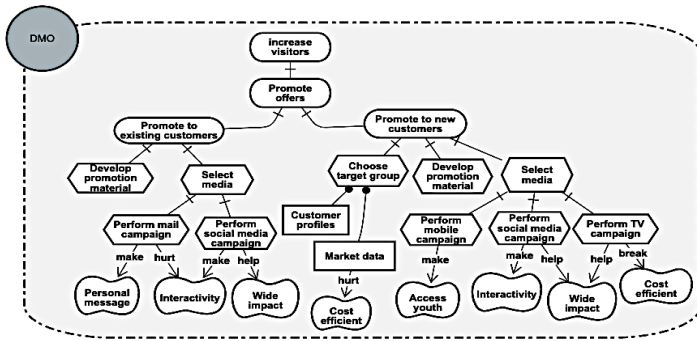 DMO
increase
visitors
Promote
offers
Promote to
existing customers
Promote to new
customers
Develop
promotion
material
Select
media
Choose
target group
Develop
promotion
material
Select
media
Perform mail
campaign
Perform
social media
campaign
Customer
profiles
Market data
Perform
mobile
campaign
Perform
social media
campaign
Perform TV
campaign
make
hurt
make
help
hurt
make
make
help
help
break
Personal
message
Interactivity
Wide
impact
Cost
efficient
Access
youth
Interactivity
Wide
impact
Cost
efficient